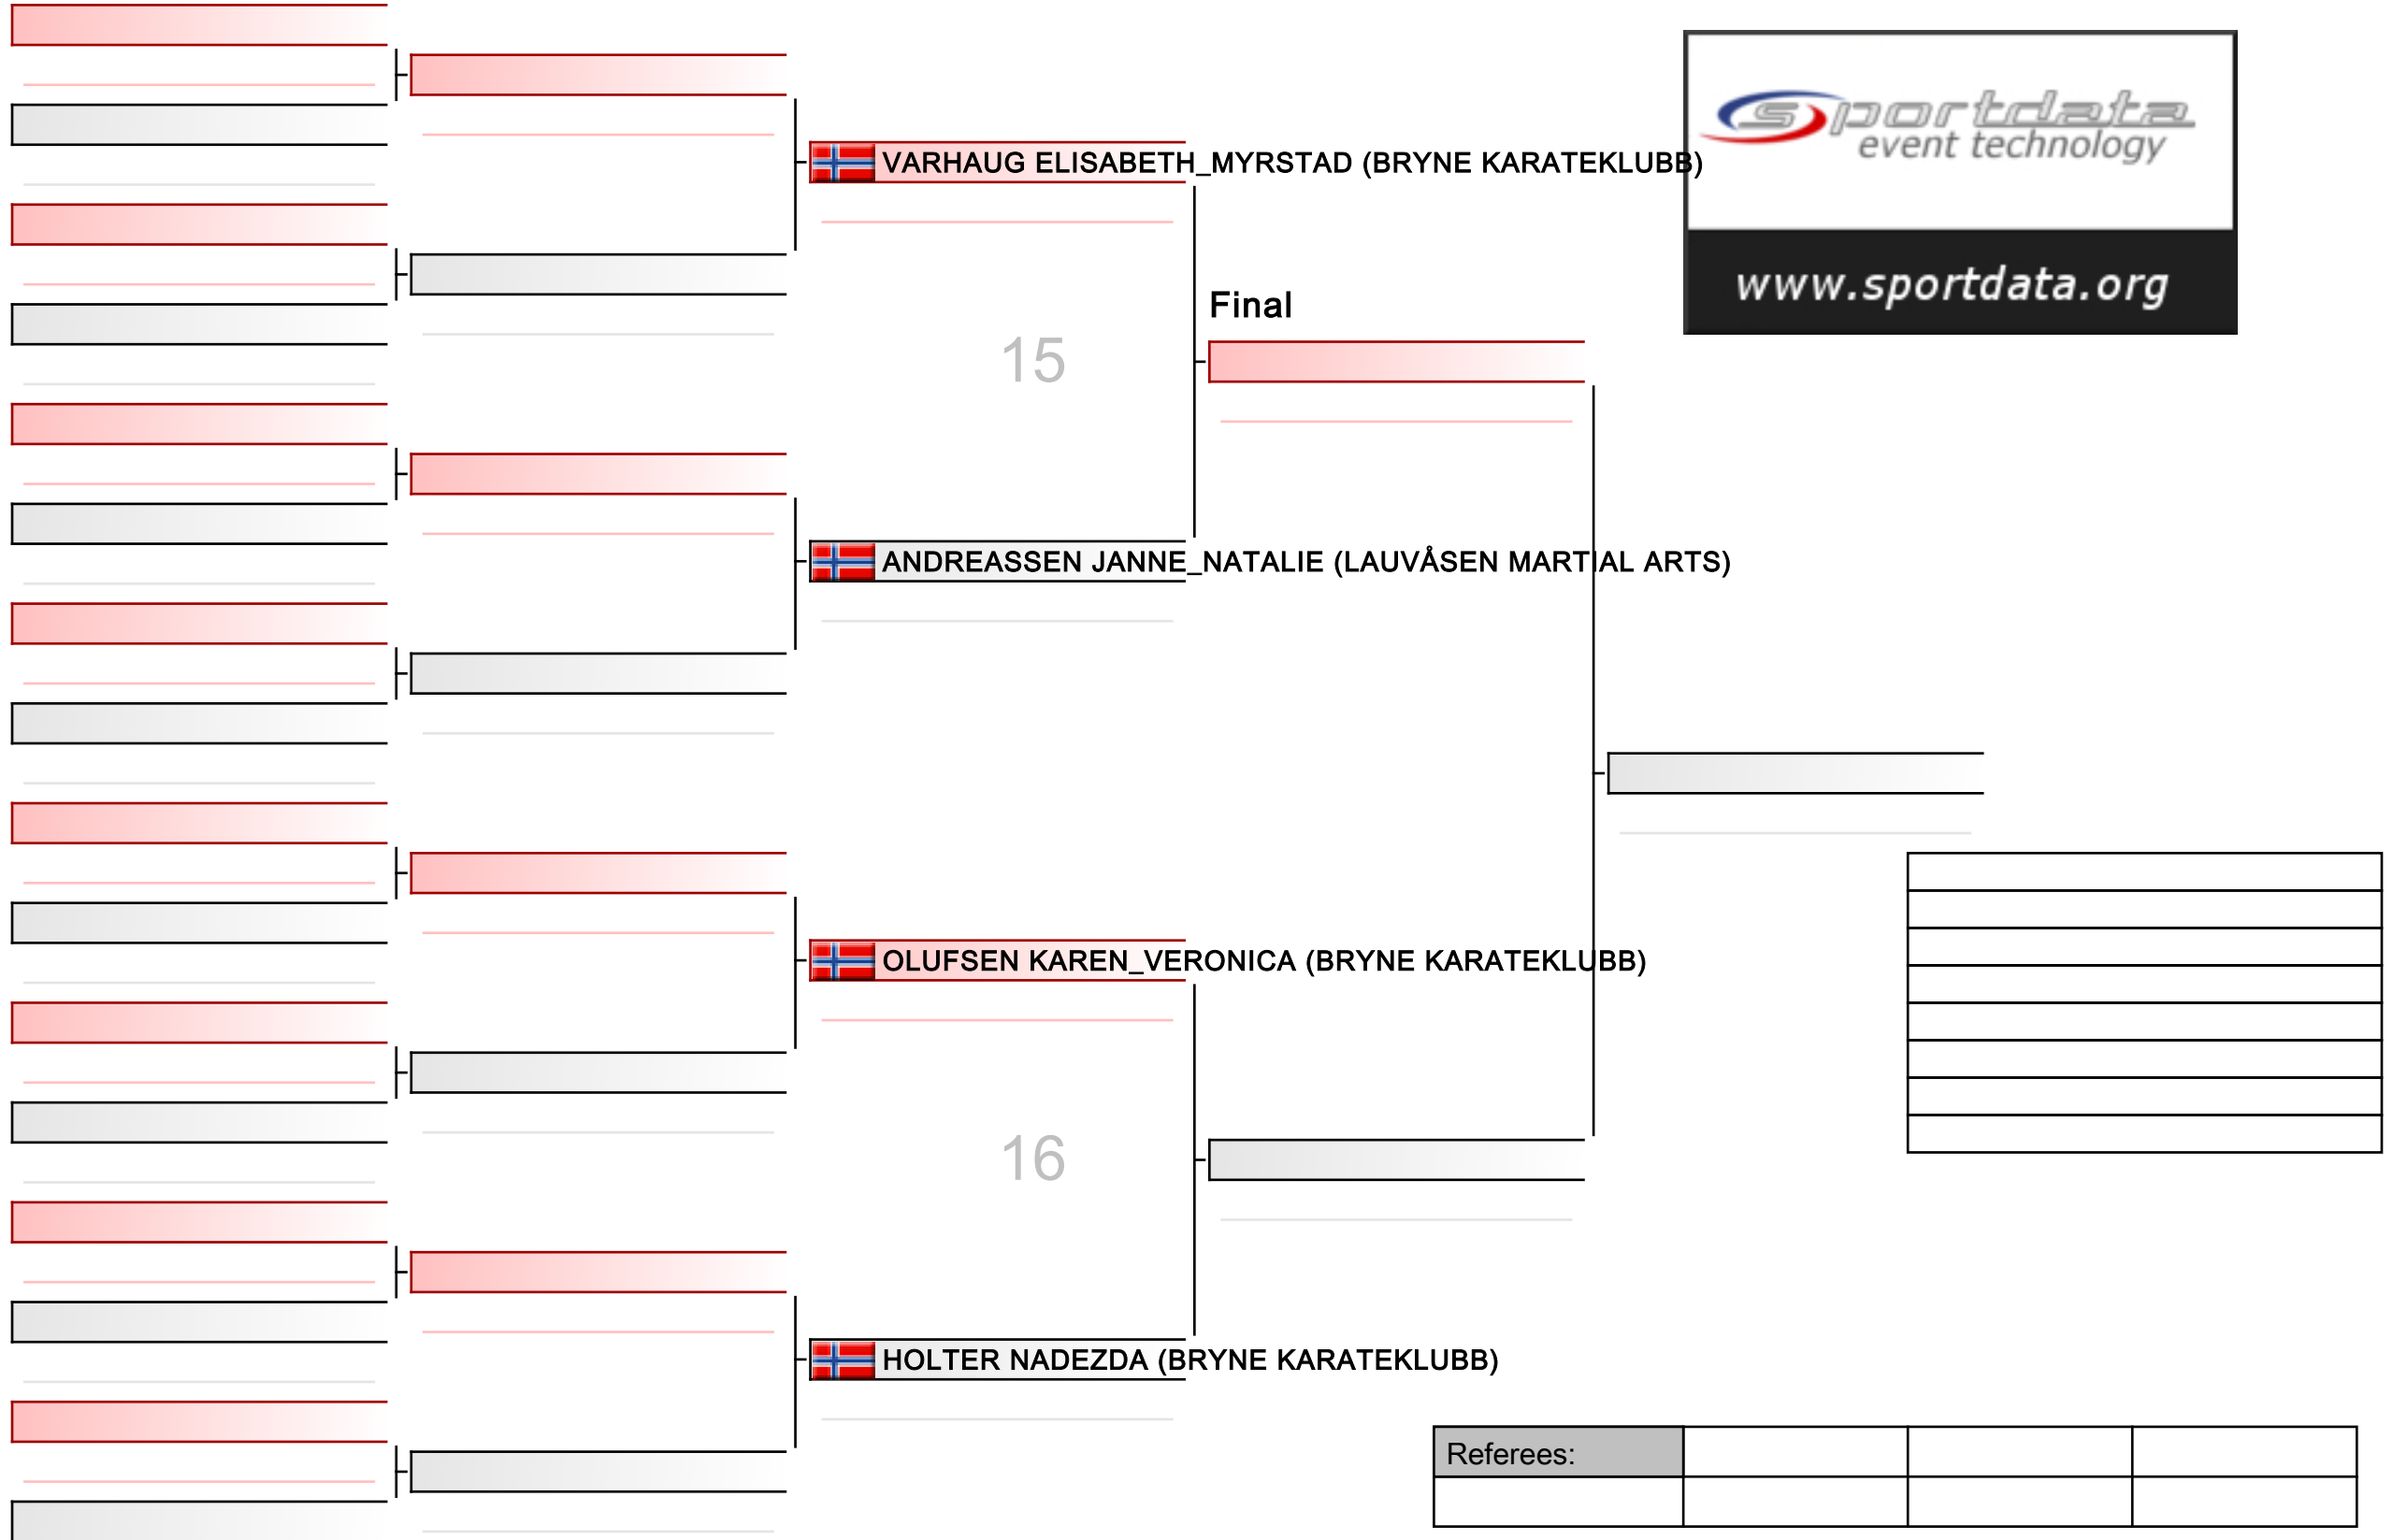 sportdata
event technology
www.sportdata.org
VARHAUG ELISABETH_MYRSTAD (BRYNE KARATEKLUBB)
Final
15
ANDREASSEN JANNE_NATALIE (LAUVÅSEN MARTIAL ARTS)
OLUFSEN KAREN_VERONICA (BRYNE KARATEKLUBB)
16
HOLTER NADEZDA (BRYNE KARATEKLUBB)
Referees: